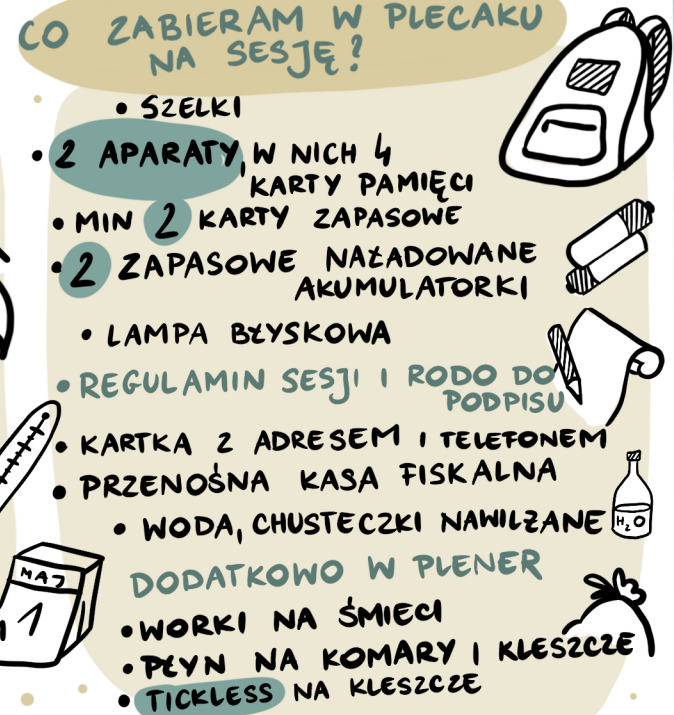 CO ZABIERAM W PLECAKU
NA SESJĘ?
• SZELKI
• 2 APARATY, W NICH 4
KARTY PAMIĘCI
• MIN 2 KARTY ZAPASOWE
• 2 ZAPASOWE NAŁADOWANE
AKUMULATORKI
• LAMPA BŁYSKOWA
• REGULAMIN SESJI I RODO DO
PODPISU
• KARTKA Z ADRESEM I TELEFONEM
• PRZENOŚNA KASA FISKALNA
• WODA, CHUSTECZKI NAWILŻANE
H₂O
DODATKOWO W PLENER
MAJ
1
• WORKI NA ŚMIECI
• PŁYN NA KOMARY I KLESZCZE
• TICKLESS NA KLESZCZE